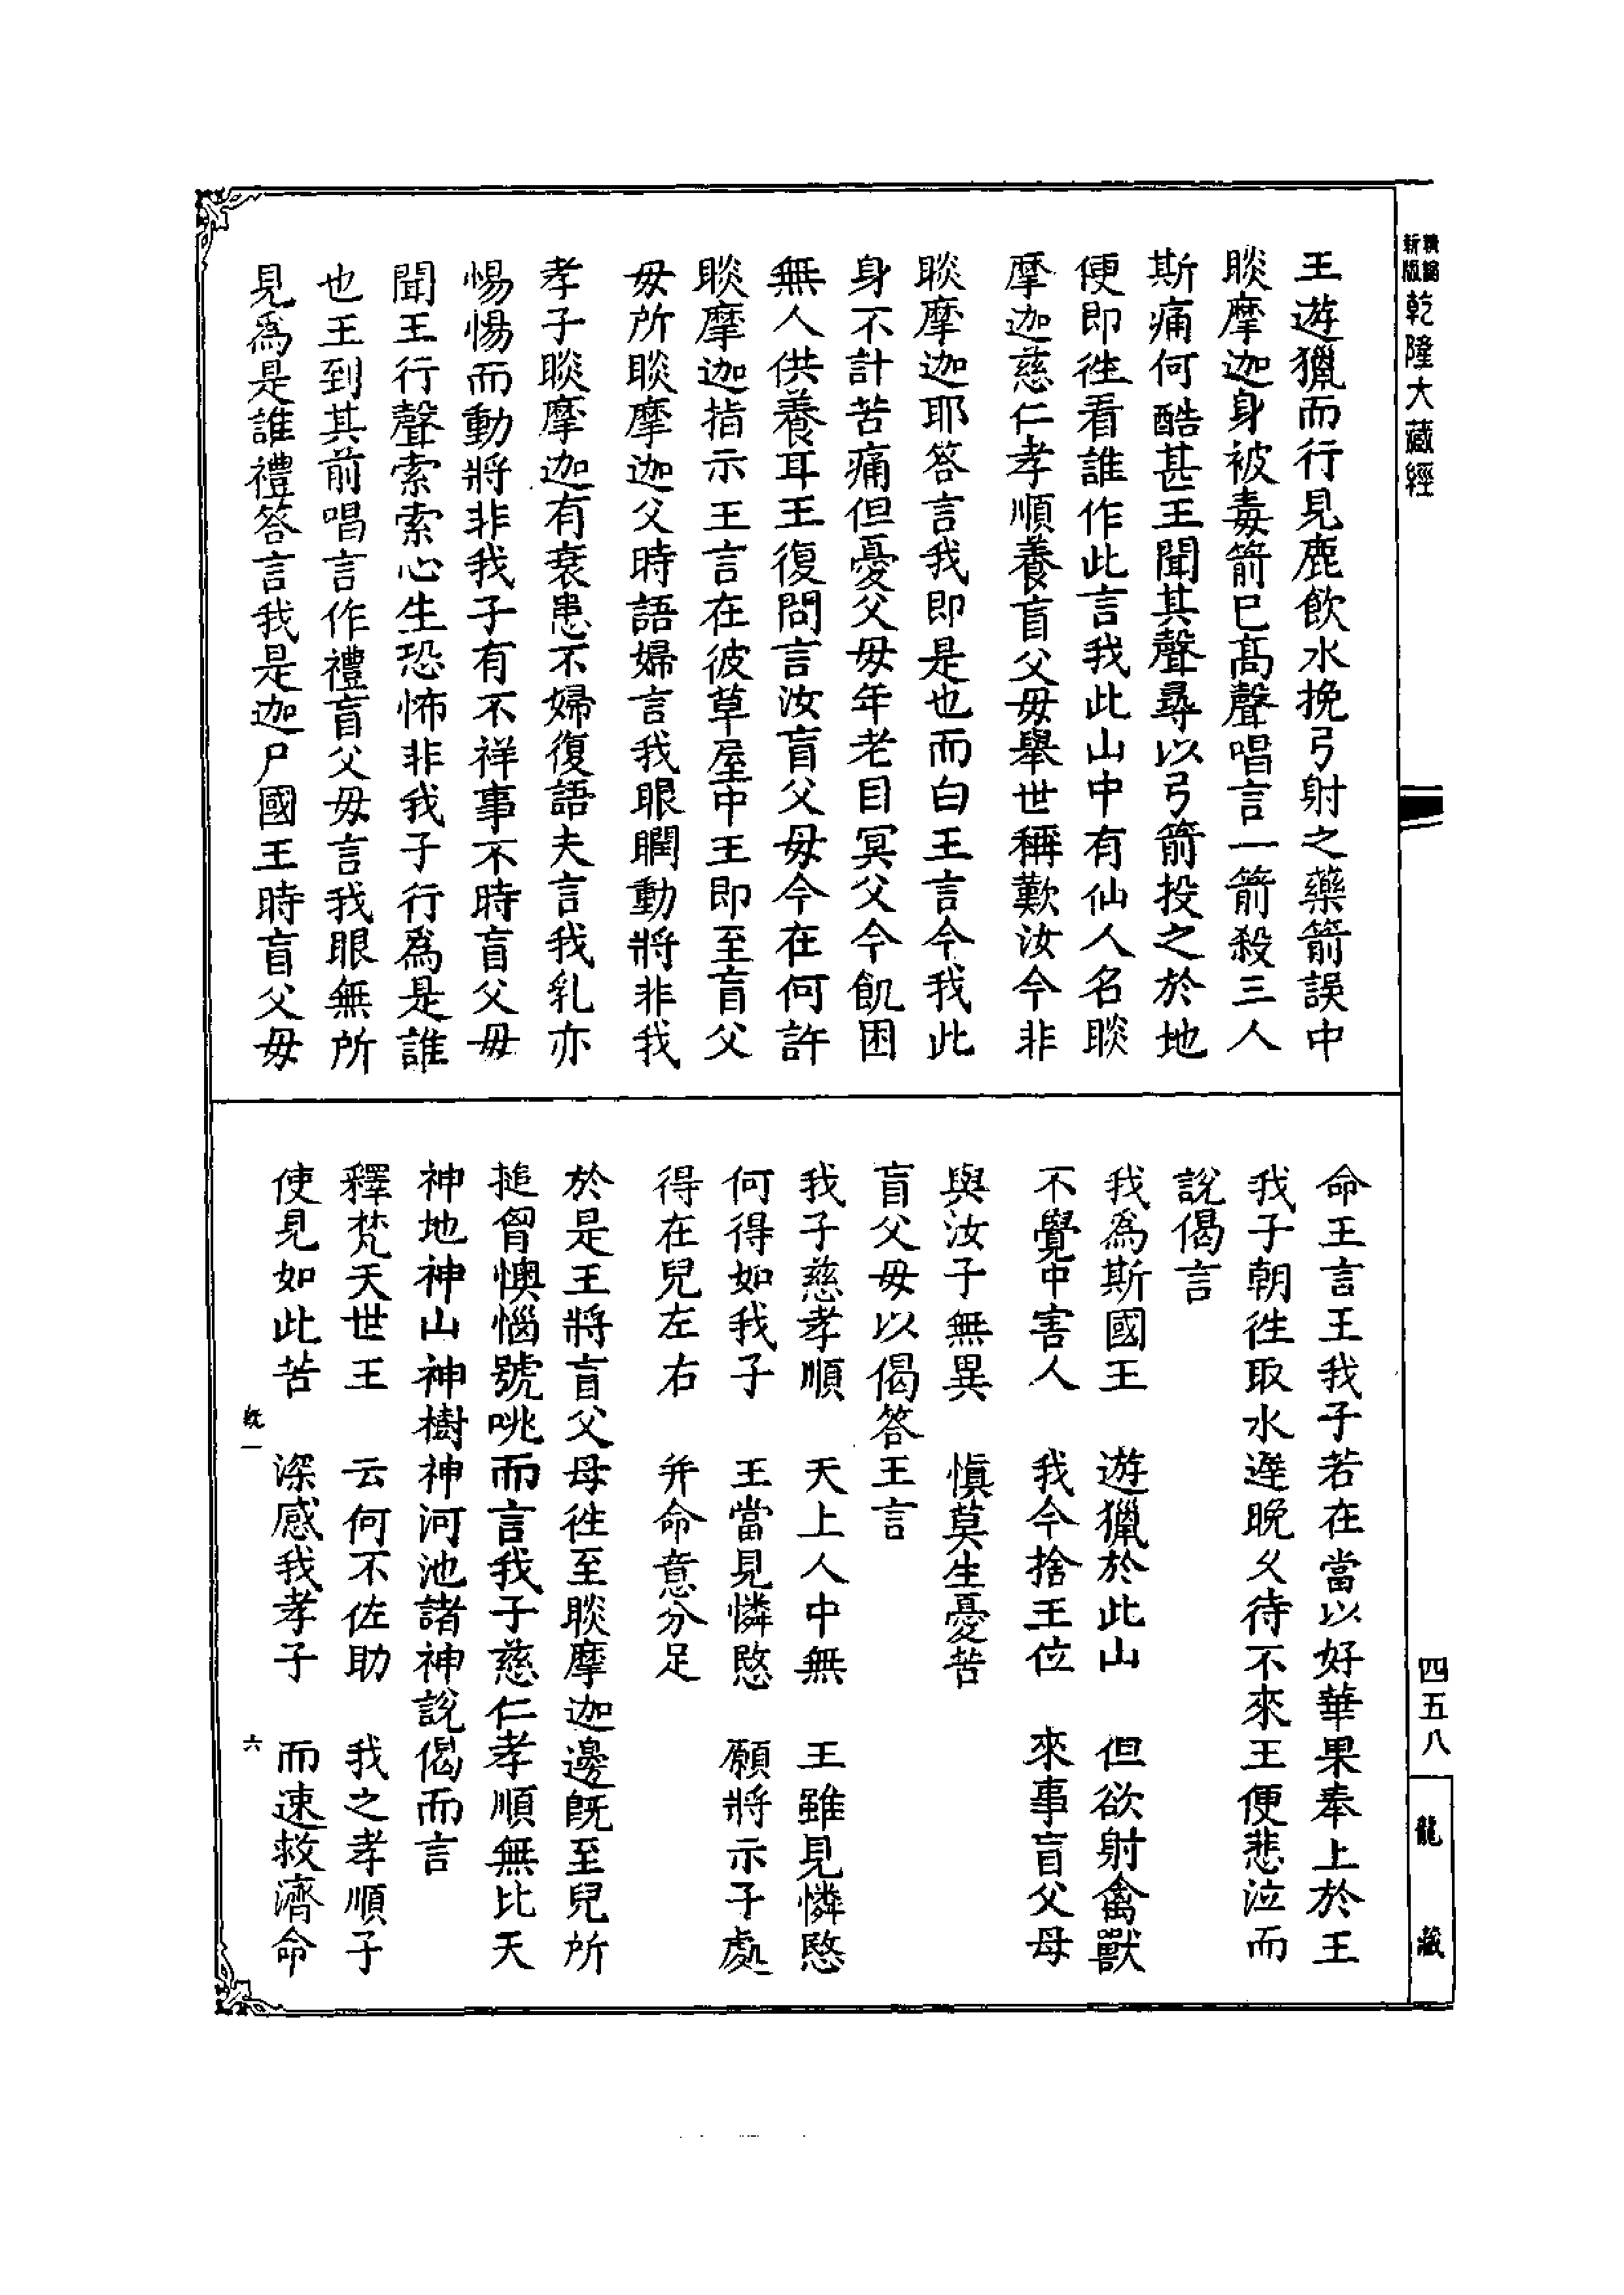 新版
精論
乾隆大藏經
王遊獵而行見鹿飲水挽弓射之藥箭誤中
睒摩迦身被毒箭已高聲唱言一箭殺三人
斯痛何酷甚王聞其聲尋以弓箭投之於地
便即往看誰作此言我此山中有仙人名睒
摩迦慈仁孝順養盲父毋舉世稱歎汝今非
睒摩迦耶答言我即是也而白王言今我此
身不計苦痛但憂父毋年老目冥父今飢困
無人供養耳王復問言汝盲父毋今在何許
睒摩迦指示王言在彼草屋中王即至盲父
毋所睒摩迦父時語婦言我眼瞤動將非我
孝子睒摩迦有衰患不婦復語夫言我乳亦
惕惕而動將非我子有不祥事不時盲父毋
聞王行聲索索心生恐怖非我子行爲是誰
也王到其前唱言作禮盲父毋言我眼無所
見爲是誰禮答言我是迦尸國王時盲父毋
命王言王我子若在當以好華果奉上於王
我子朝往取水遲晚久待不來王便悲泣而
說偈言
我爲斯國王　遊獵於此山　但欲射禽獸
不覺中害人　我今捨王位　來事盲父母
與汝子無異　慎莫生憂苦
盲父毋以偈答王言
我子慈孝順　天上人中無　王雖見憐愍
何得如我子　王當見憐愍　願將示子處
得在兒左右　并命意分足
於是王將盲父母往至睒摩迦邊既至兒所
搥胷懊惱號咷而言我子慈仁孝順無比天
神地神山神樹神河池諸神說偈而言
釋梵天世王　云何不佐助　我之孝順子
使見如此苦　深感我孝子　而速救濟命
六
四五八
龍藏